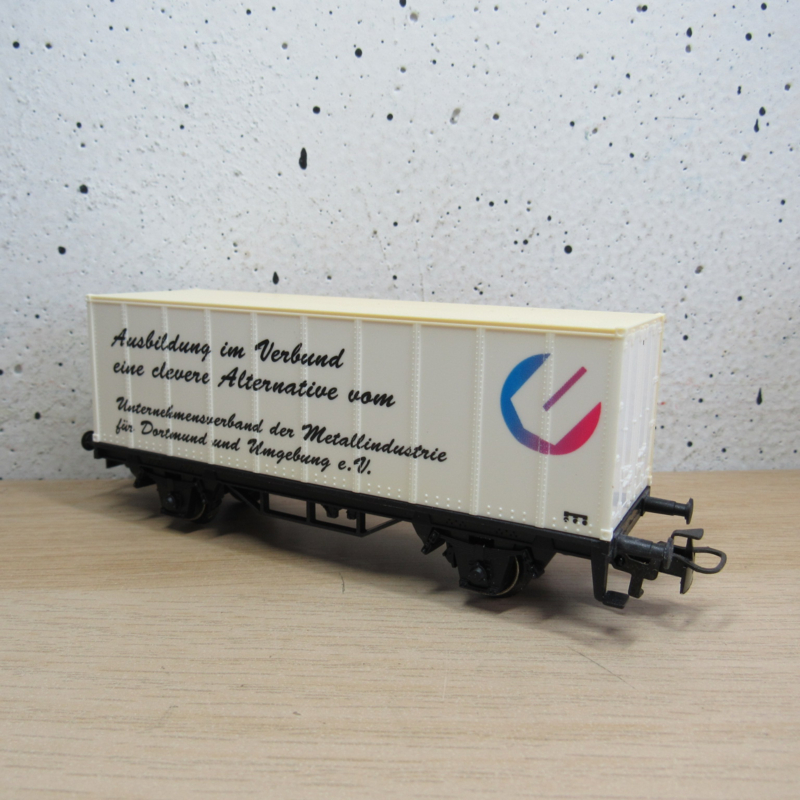 Ausbildung im Verbund
eine clevere Alternative vom
Unternehmensverband der Metallindustrie
für Dortmund und Umgebung e.V.